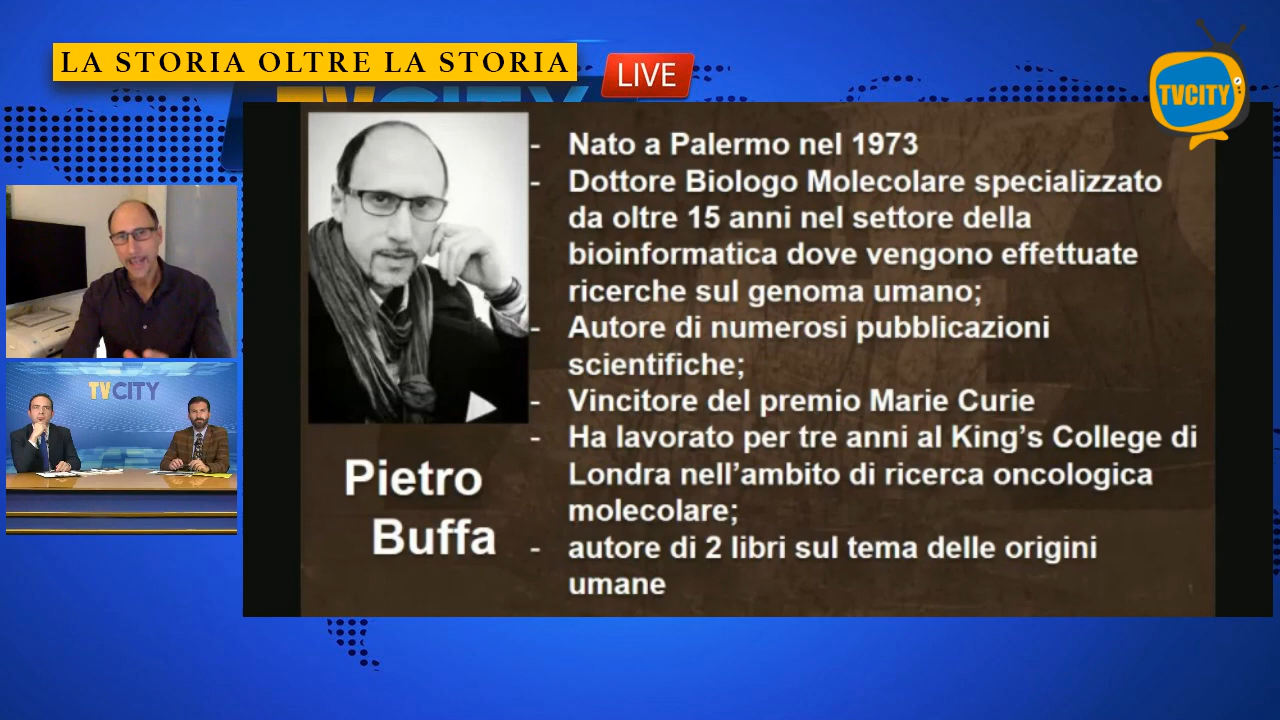 LA STORIA OLTRE LA STORIA
LIVE
TVCITY
TVCITY
- Nato a Palermo nel 1973
- Dottore Biologo Molecolare specializzato
da oltre 15 anni nel settore della
bioinformatica dove vengono effettuate
ricerche sul genoma umano;
- Autore di numerosi pubblicazioni
scientifiche;
- Vincitore del premio Marie Curie
- Ha lavorato per tre anni al King's College di
Londra nell'ambito di ricerca oncologica
molecolare;
- autore di 2 libri sul tema delle origini
umane
Pietro
Buffa
TVCITY